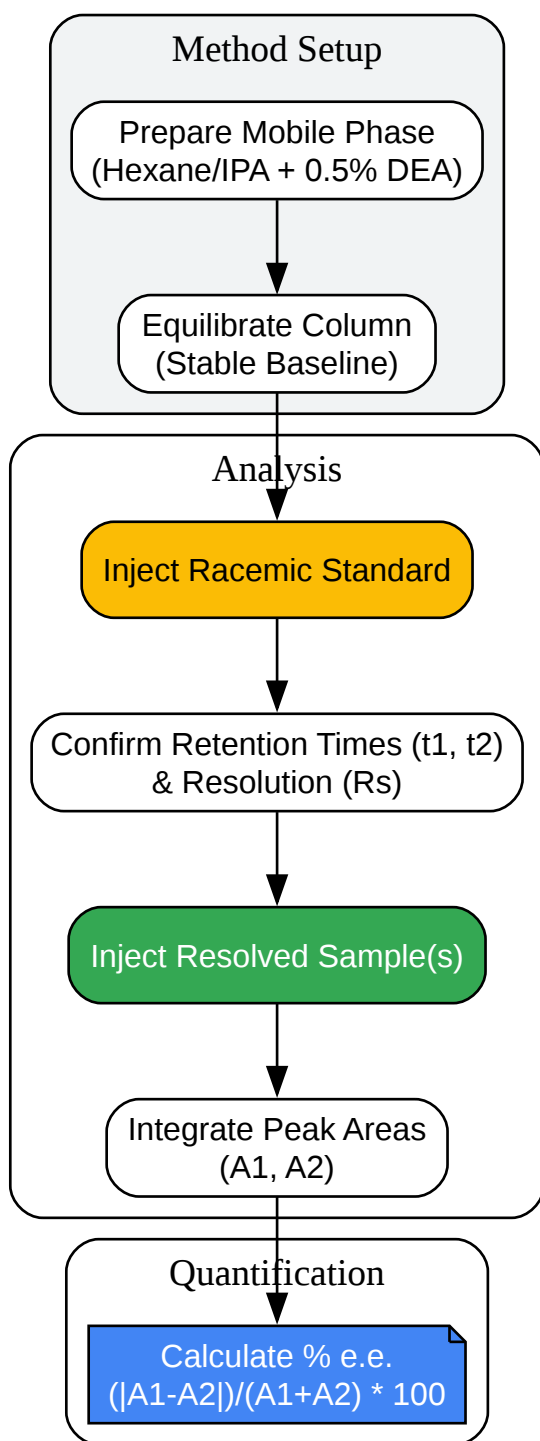 Method Setup
Prepare Mobile Phase
(Hexane/IPA + 0.5% DEA)
Equilibrate Column
(Stable Baseline)
Analysis
Inject Racemic Standard
Confirm Retention Times (t1, t2)
& Resolution (Rs)
Inject Resolved Sample(s)
Integrate Peak Areas
(A1, A2)
Quantification
Calculate % e.e.
(|A1-A2|)/(A1+A2) * 100